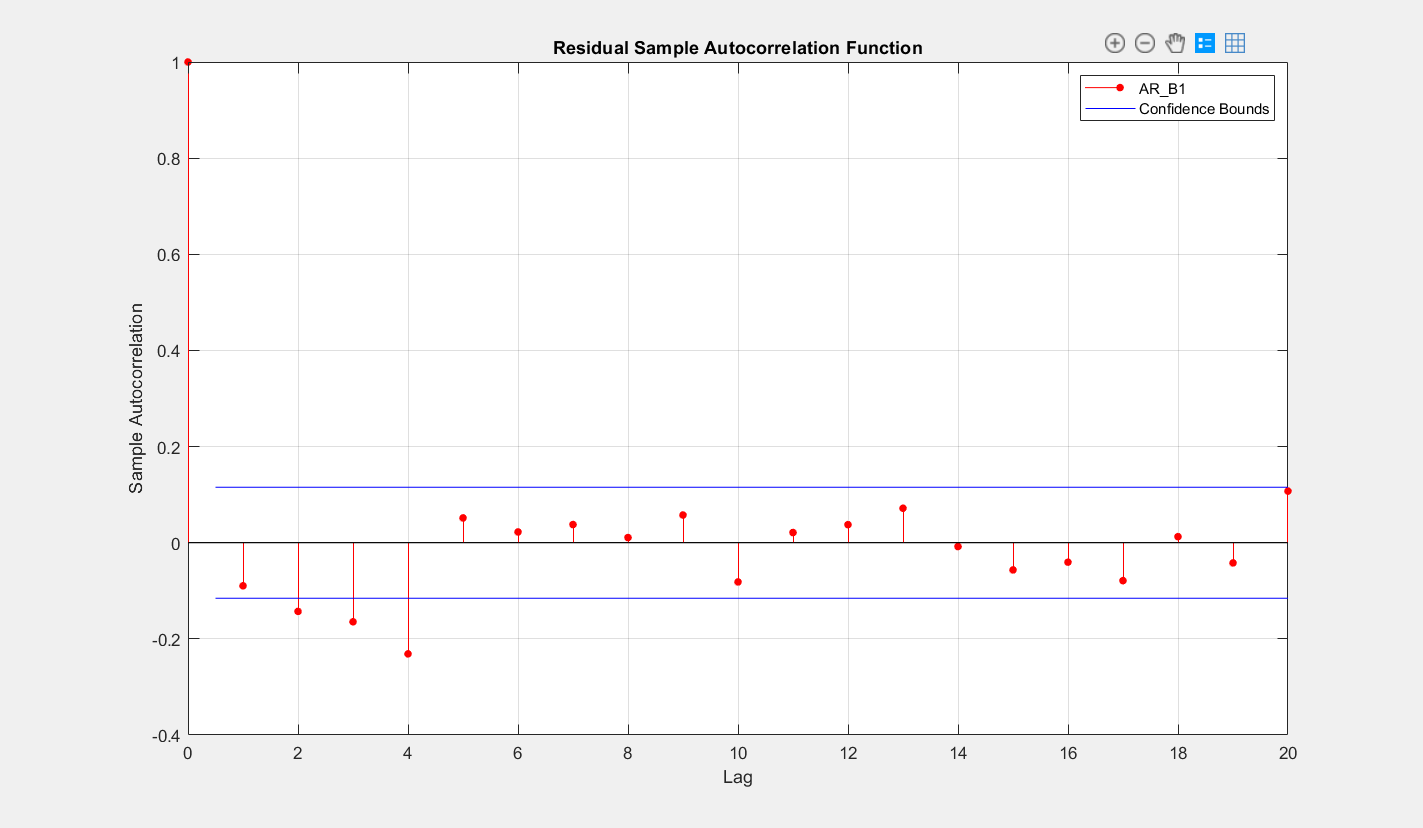 Residual Sample Autocorrelation Function
AR_B1
Confidence Bounds
1
0.8
0.6
0.4
0.2
0
-0.2
-0.4
Sample Autocorrelation
0 2 4 6 8 10 12 14 16 18 20
Lag